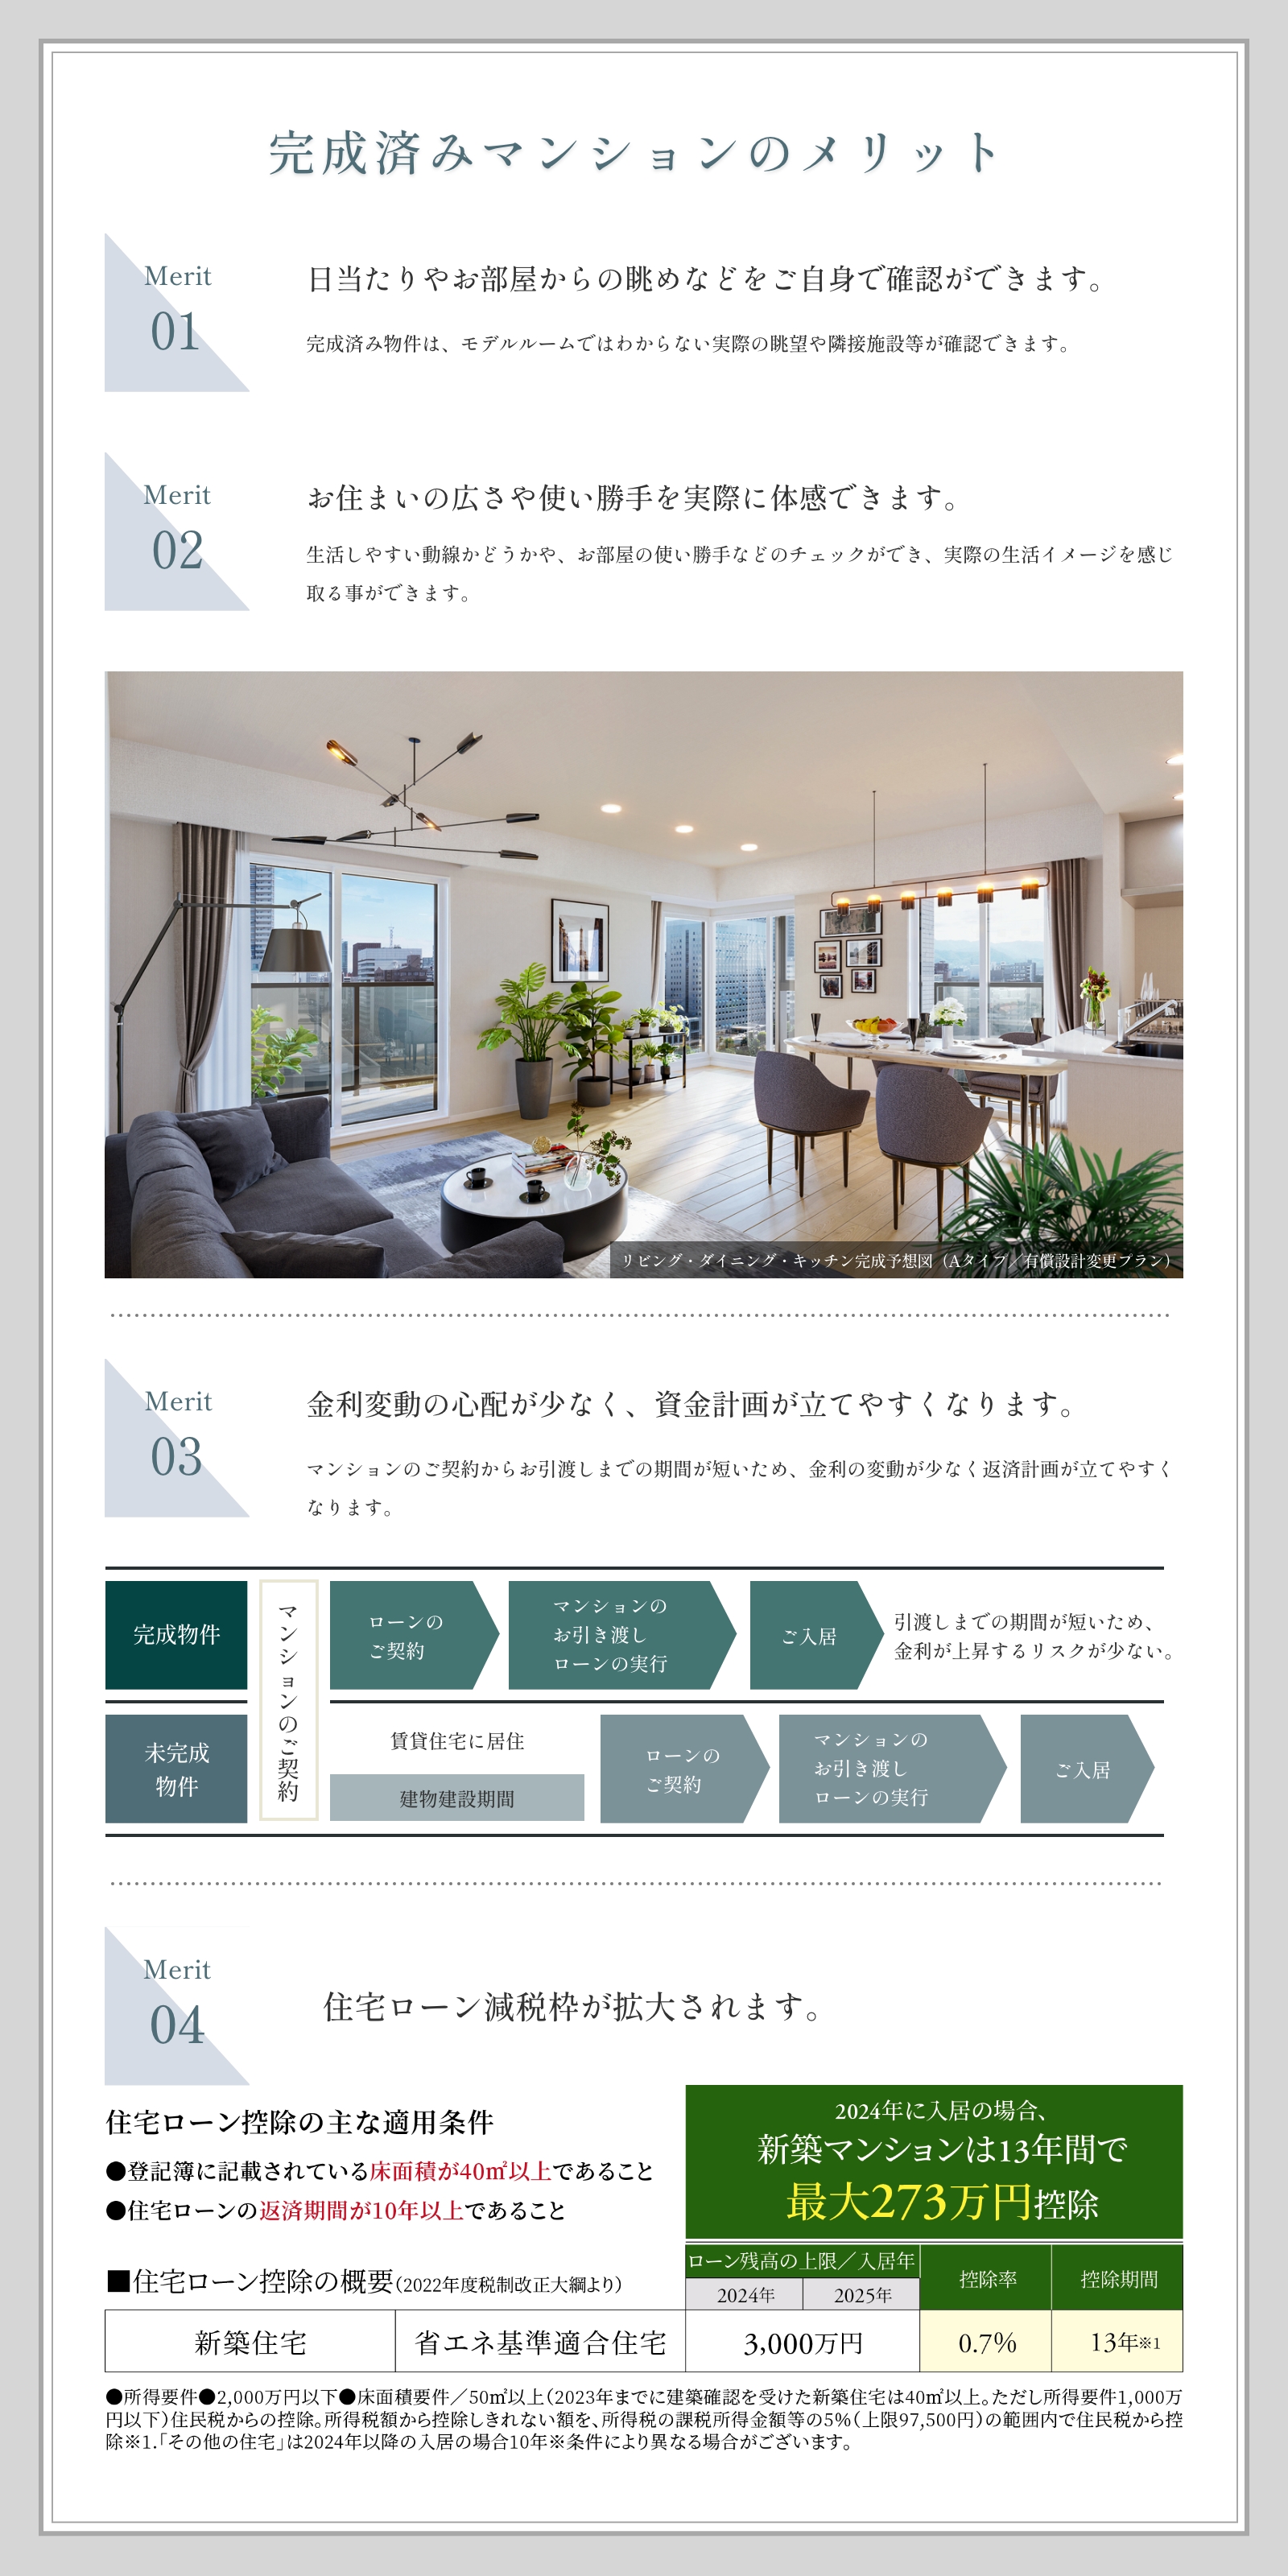 完成済みマンションのメリット
Merit
01
日当たりやお部屋からの眺めなどをご自身で確認ができます。
完成済み物件は、モデルルームではわからない実際の眺望や隣接施設等が確認できます。
Merit
02
お住まいの広さや使い勝手を実際に体感できます。
生活しやすい動線かどうかや、お部屋の使い勝手などのチェックができ、実際の生活イメージを感じ
取る事ができます。
リビング・ダイニング・キッチン完成予想図（Aタイプ／有償設計変更プラン）
Merit
03
金利変動の心配が少なく、資金計画が立てやすくなります。
マンションのご契約からお引渡しまでの期間が短いため、金利の変動が少なく返済計画が立てやすく
なります。
完成物件
マンションのご契約
ローンの
ご契約
マンションの
お引き渡し
ローンの実行
ご入居
引渡しまでの期間が短いため、
金利が上昇するリスクが少ない。
未完成
物件
賃貸住宅に居住
建物建設期間
ローンの
ご契約
マンションの
お引き渡し
ローンの実行
ご入居
Merit
04
住宅ローン減税枠が拡大されます。
住宅ローン控除の主な適用条件
●登記簿に記載されている床面積が40㎡以上であること
●住宅ローンの返済期間が10年以上であること
2024年に入居の場合、
新築マンションは13年間で
最大273万円控除
■住宅ローン控除の概要（2022年度税制改正大綱より）
ローン残高の上限／入居年
2024年
2025年
控除率
控除期間
新築住宅
省エネ基準適合住宅
3,000万円
0.7％
13年※1
●所得要件●2,000万円以下●床面積要件／50㎡以上（2023年までに建築確認を受けた新築住宅は40㎡以上。ただし所得要件1,000万
円以下）住民税からの控除。所得税額から控除しきれない額を、所得税の課税所得金額等の5％（上限97,500円）の範囲内で住民税から控
除※1.「その他の住宅」は2024年以降の入居の場合10年※条件により異なる場合がございます。